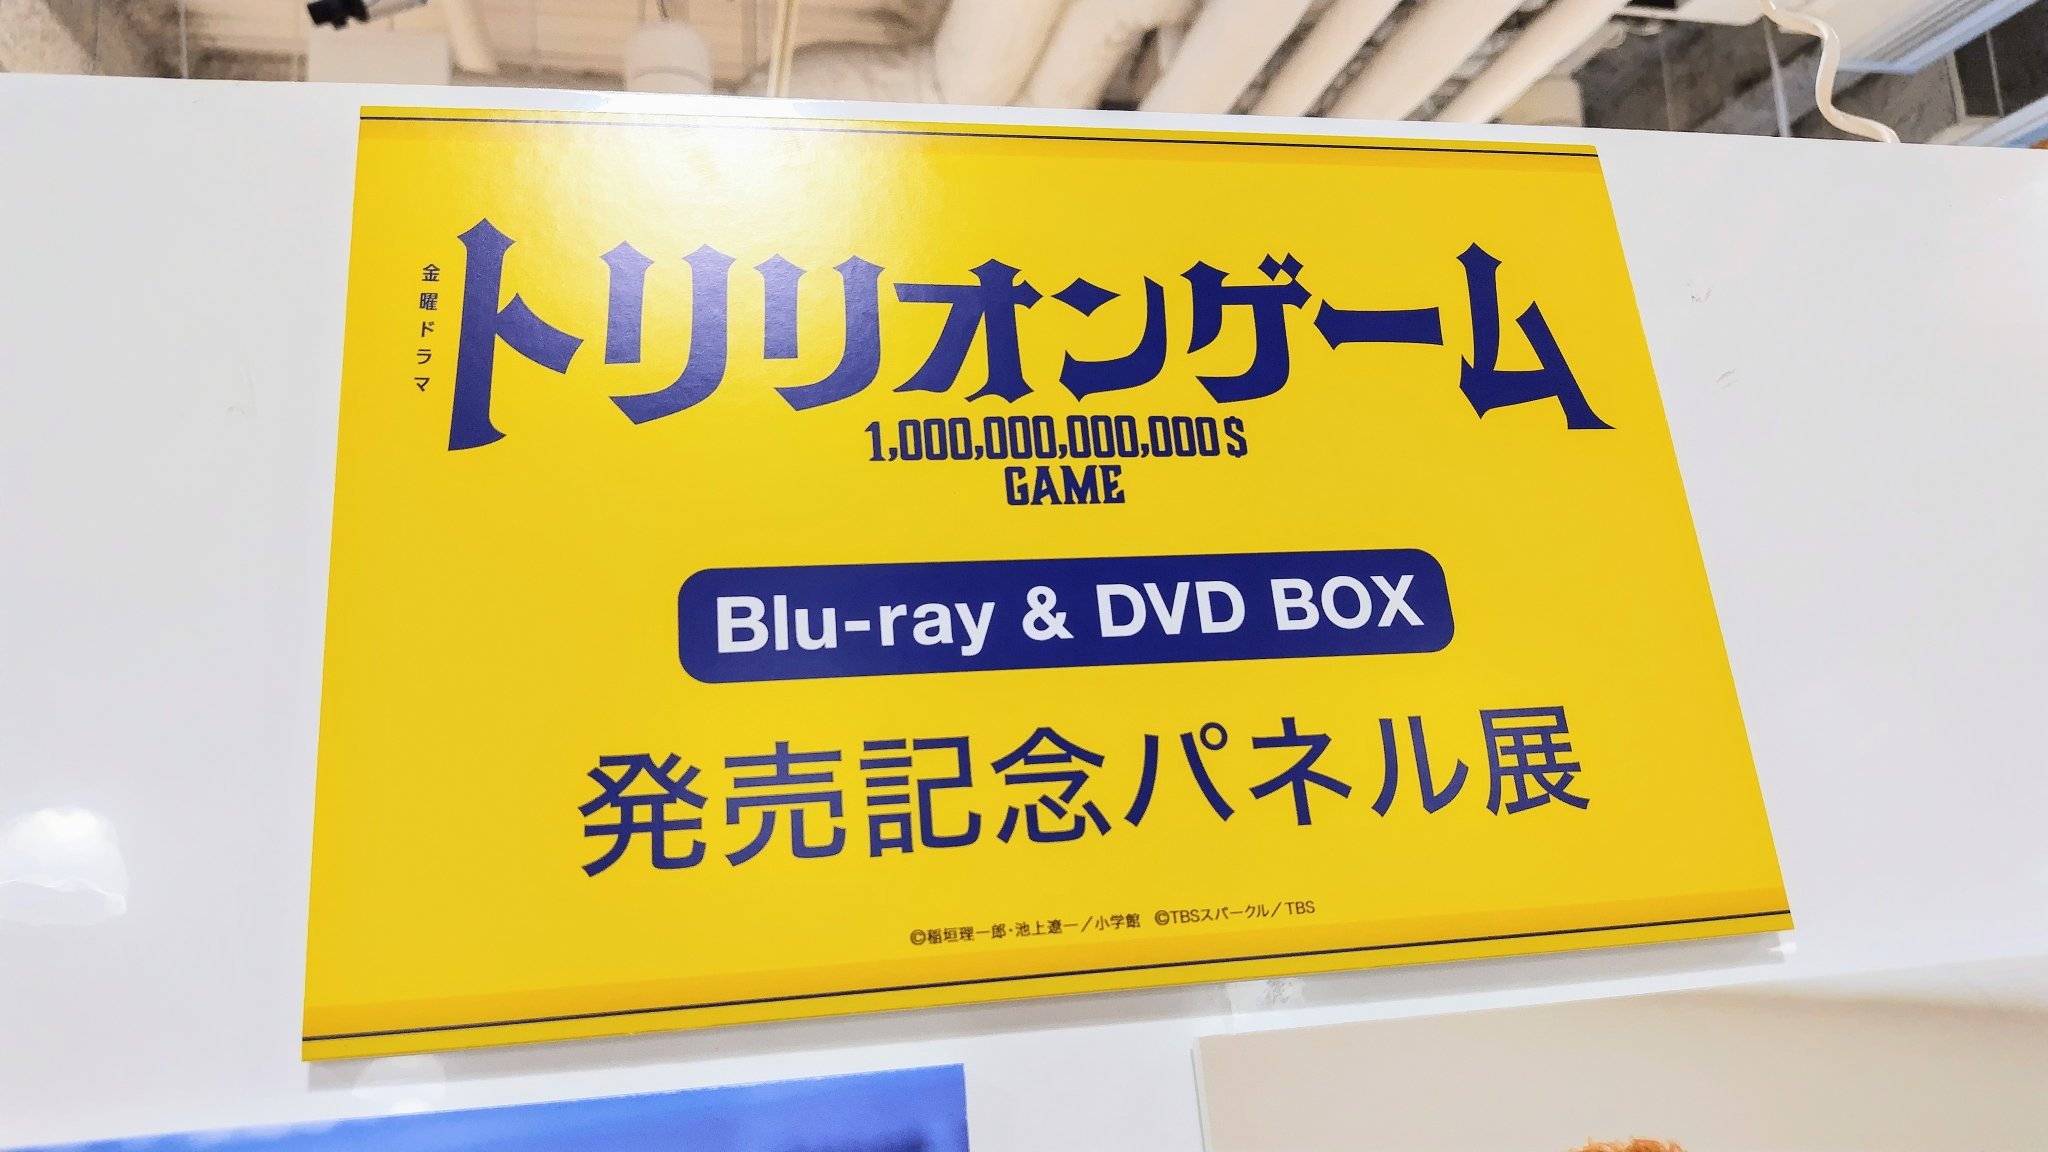 金曜ドラマ
トリリオンゲーム
1,000,000,000,000$
GAME
Blu-ray & DVD BOX
発売記念パネル展
©稲垣理一郎・池上遼一／小学館 ©TBSスパークル／TBS